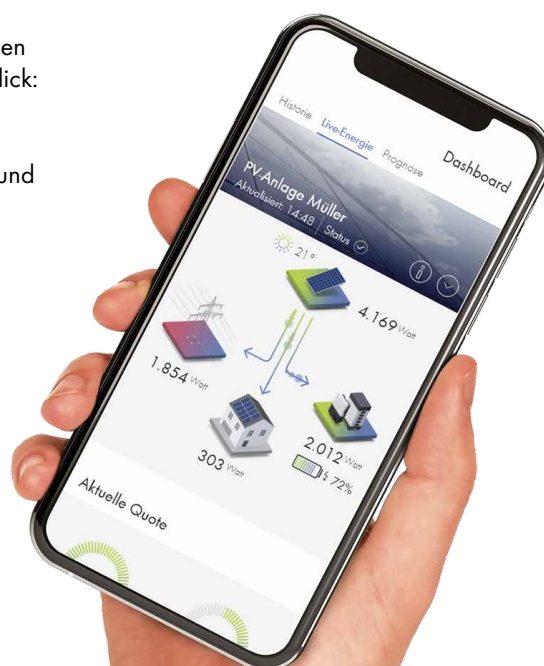 en
lick:
und
Dashboard
Historie Live-Energie Prognose
PV-Anlage Müller
Aktualisiert: 14.48 | Status
21°
4.169 Watt
1.854 Watt
303 Watt
2.012 Watt
72%
Aktuelle Quote